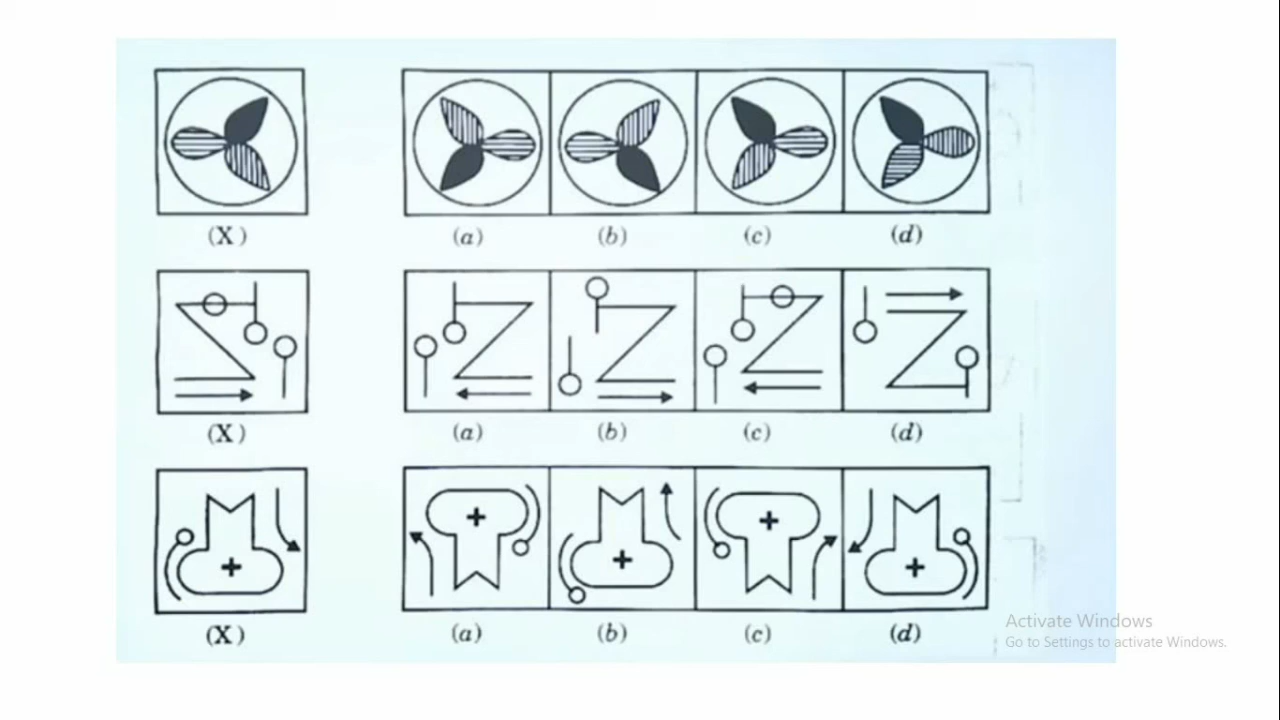 (X) (a) (b) (c) (d)
(X) (a) (b) (c) (d)
(X) (a) (b) (c) (d)
Activate Windows
Go to Settings to activate Windows.